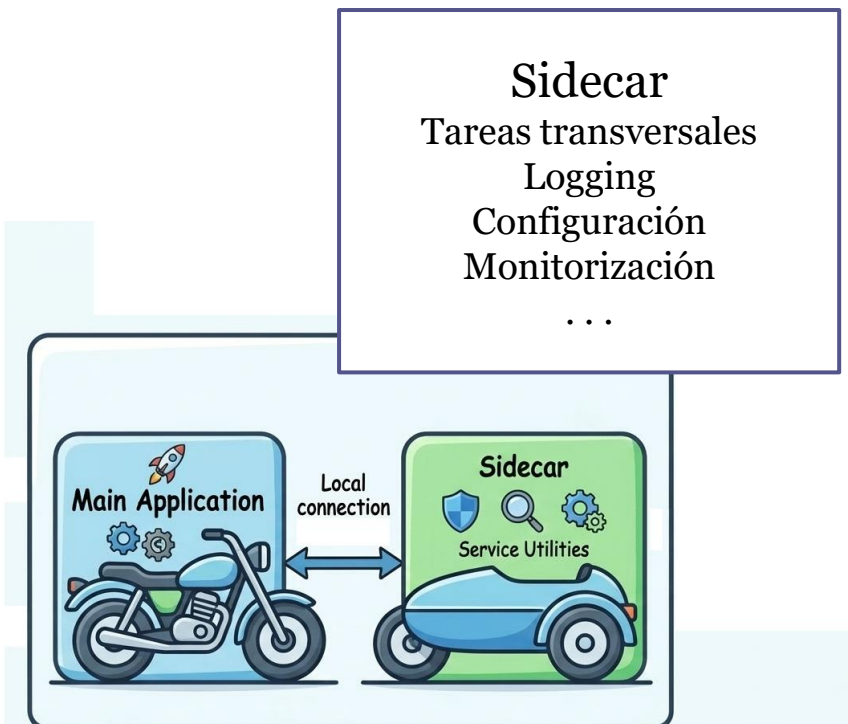 Sidecar
Tareas transversales
Logging
Configuración
Monitorización
. . .
Main Application
Local
connection
Sidecar
Service Utilities